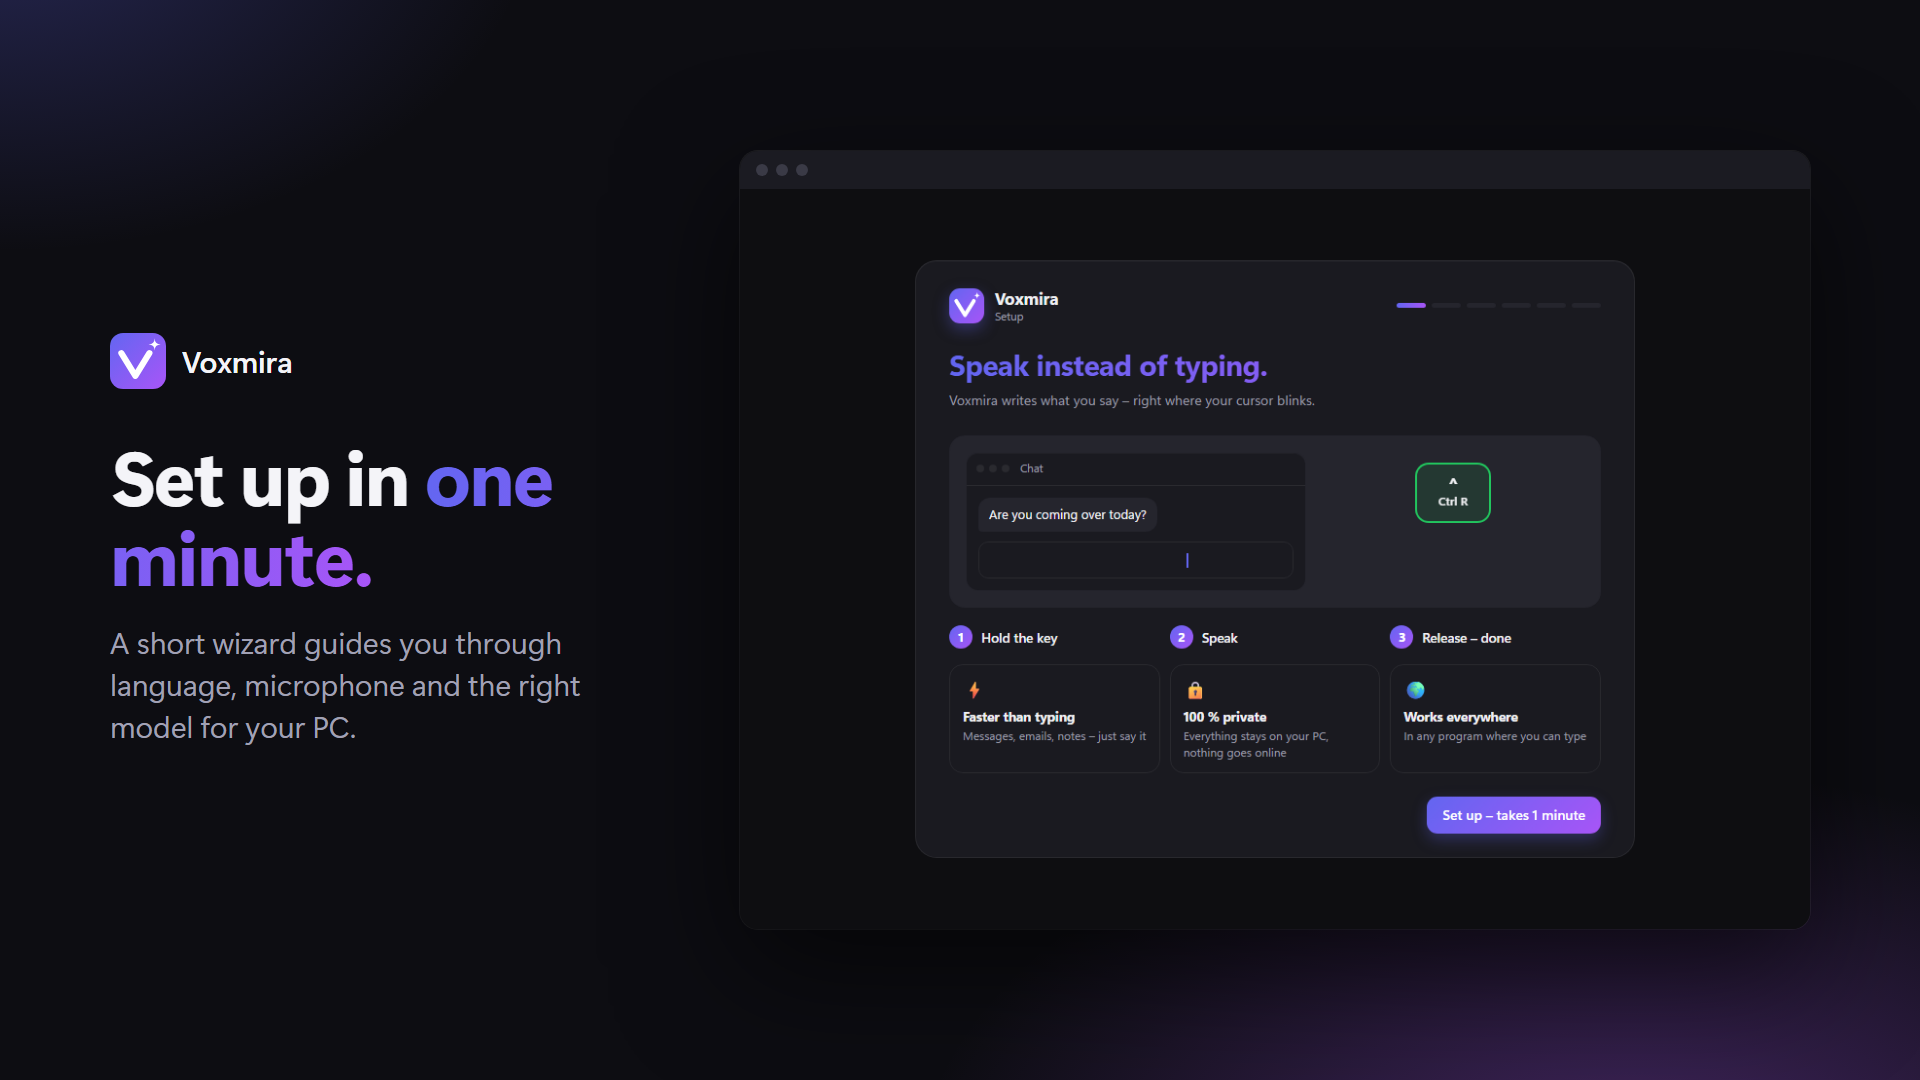 Voxmira
Set up in one
minute.
A short wizard guides you through
language, microphone and the right
model for your PC.
Voxmira
Setup
Speak instead of typing.
Voxmira writes what you say – right where your cursor blinks.
Chat
Are you coming over today?
^
Ctrl R
1 Hold the key
2 Speak
3 Release – done
Faster than typing
Messages, emails, notes – just say it
100 % private
Everything stays on your PC,
nothing goes online
Works everywhere
In any program where you can type
Set up – takes 1 minute